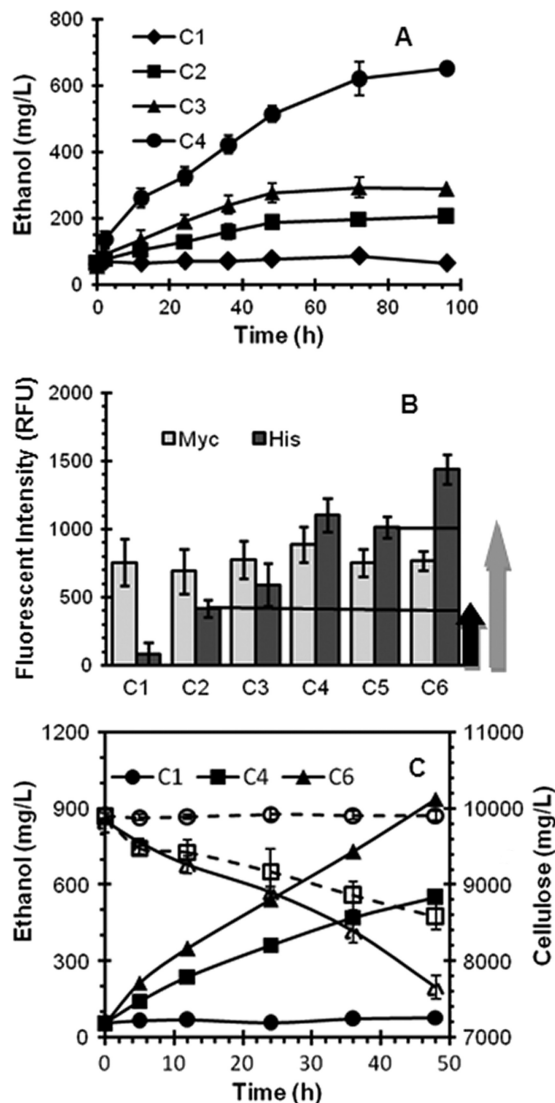 A
C1
C2
C3
C4
Ethanol (mg/L)
800
600
400
200
0
0 20 40 60 80 100
Time (h)
B
Myc His
Fluorescent Intensity (RFU)
2000
1500
1000
500
0
C1 C2 C3 C4 C5 C6
C
C1 C4 C6
Ethanol (mg/L)
1200
900
600
300
0
11000
10000
9000
8000
7000
Cellulose (mg/L)
0 10 20 30 40 50
Time (h)